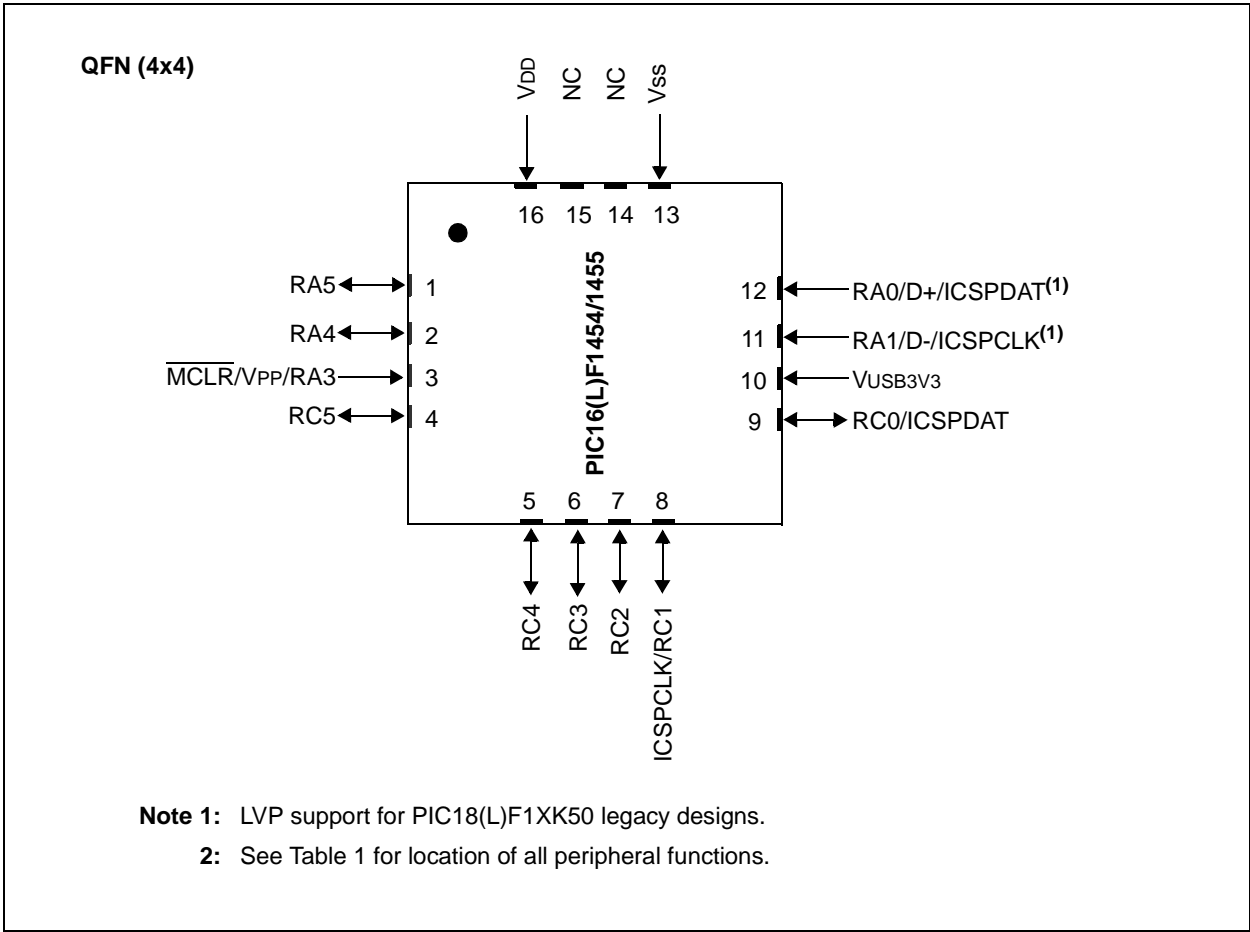 QFN (4x4)
VDD
NC
NC
Vss
16
15
14
13
PIC16(L)F1454/1455
RA5
1
RA4
2
MCLR/VPP/RA3
3
RC5
4
12
RA0/D+/ICSPDAT(1)
11
RA1/D-/ICSPCLK(1)
10
VUSB3V3
9
RC0/ICSPDAT
5
6
7
8
RC4
RC3
RC2
ICSPCLK/RC1
Note 1: LVP support for PIC18(L)F1XK50 legacy designs.
2: See Table 1 for location of all peripheral functions.